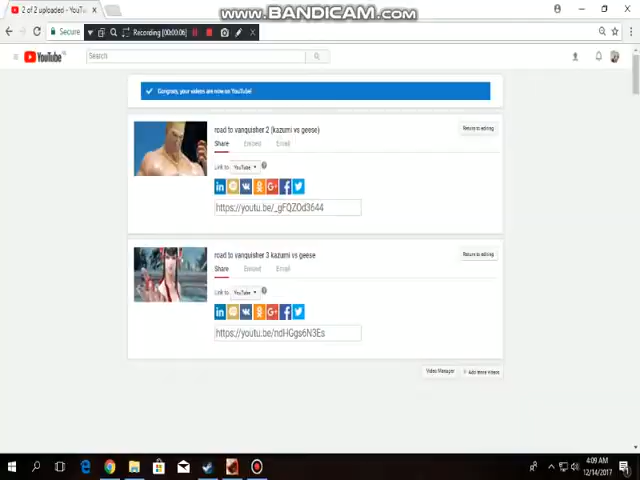 www.BANDICAM.com
2 of 2 uploaded - YouTu
Secure
Recording [00:00:06]
YouTube
Search
Congrats, your videos are now on YouTube!
road to vanquisher 2 (kazumi vs geese)
Return to editing
Share Embed Email
Link to YouTube
https://youtu.be/_gFQZOd3644
road to vanquisher 3 kazumi vs geese
Return to editing
Share Embed Email
Link to YouTube
https://youtu.be/ndHGgs6N3Es
Video Manager
Add more videos
4:09 AM
12/14/2017